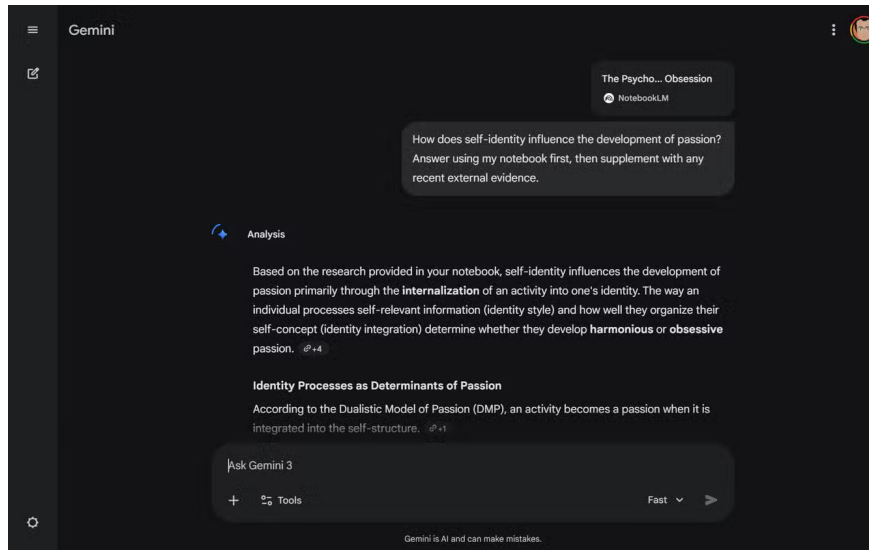 Gemini
The Psycho... Obsession
NotebookLM
How does self-identity influence the development of passion?
Answer using my notebook first, then supplement with any
recent external evidence.
Analysis
Based on the research provided in your notebook, self-identity influences the development of
passion primarily through the internalization of an activity into one's identity. The way an
individual processes self-relevant information (identity style) and how well they organize their
self-concept (identity integration) determine whether they develop harmonious or obsessive
passion. +4
Identity Processes as Determinants of Passion
According to the Dualistic Model of Passion (DMP), an activity becomes a passion when it is
integrated into the self-structure. +1
Ask Gemini 3
Tools
Fast
Gemini is AI and can make mistakes.